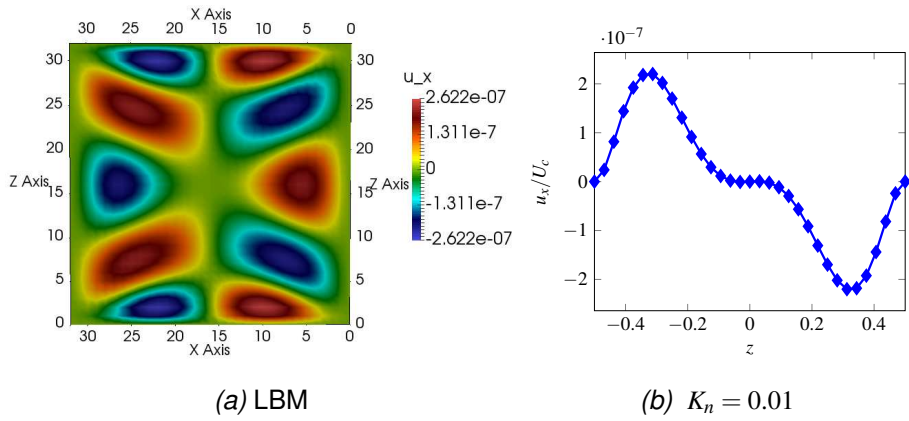 X Axis
30 25 20 15 10 5 0
30
25
20
Z Axis
15
10
5
0
30
25
20
Z Axis
15
10
5
0
30 25 20 15 10 5 0
X Axis
u_x
2.622e-07
1.311e-7
0
-1.311e-7
-2.622e-07
(a) LBM
·10⁻⁷
2
1
0
−1
−2
u_x/U_c
−0.4 −0.2 0 0.2 0.4
z
(b) K_n = 0.01